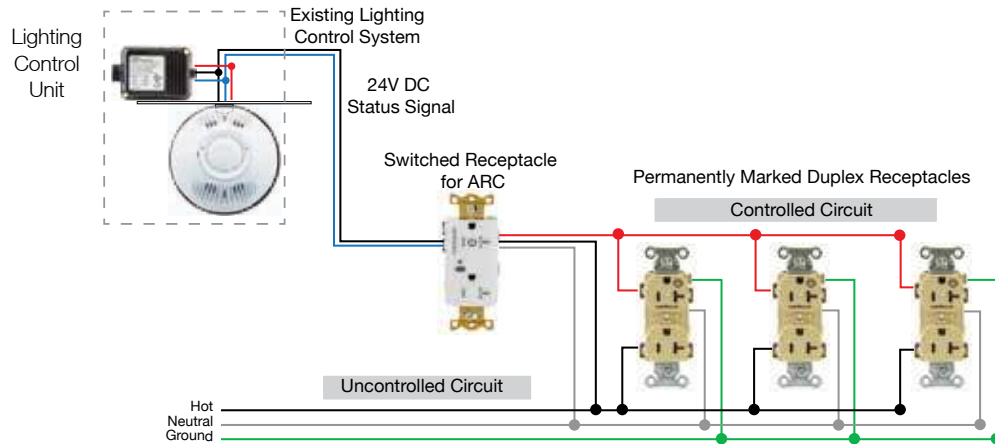 Lighting
Control
Unit
Existing Lighting
Control System
24V DC
Status Signal
Switched Receptacle
for ARC
Permanently Marked Duplex Receptacles
Controlled Circuit
Uncontrolled Circuit
Hot
Neutral
Ground